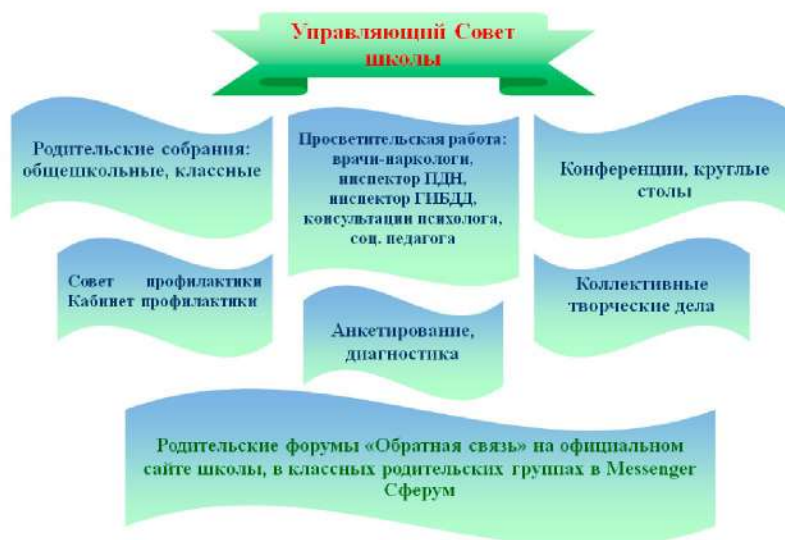 Управляющий Совет
школы
Родительские собрания:
общешкольные, классные
Просветительская работа:
врачи-наркологи,
инспектор ПДН,
инспектор ГИБДД,
консультации психолога,
соц. педагога
Конференции, круглые
столы
Совет профилактики
Кабинет профилактики
Анкетирование,
диагностика
Коллективные
творческие дела
Родительские форумы «Обратная связь» на официальном
сайте школы, в классных родительских группах в Messenger
Сферум